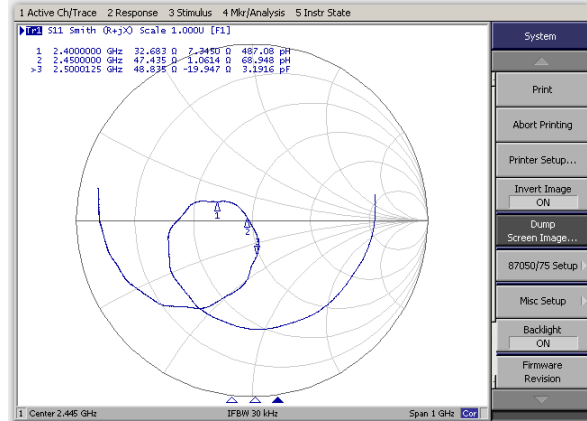 1 Active Ch/Trace 2 Response 3 Stimulus 4 Mkr/Analysis 5 Instr State
Tr1 S11 Smith (R+jX) Scale 1.000U [F1]
1 2.4000000 GHz 32.683 Ω 7.3450 Ω 487.08 pH
2 2.4500000 GHz 47.435 Ω 1.0614 Ω 68.948 pH
>3 2.5000125 GHz 48.835 Ω -19.947 Ω 3.1916 pF
1
2
3
1 Center 2.445 GHz IFBW 30 kHz Span 1 GHz Cor
System
Print
Abort Printing
Printer Setup...
Invert Image
ON
Dump
Screen Image...
87050/75 Setup
Misc Setup
Backlight
ON
Firmware
Revision